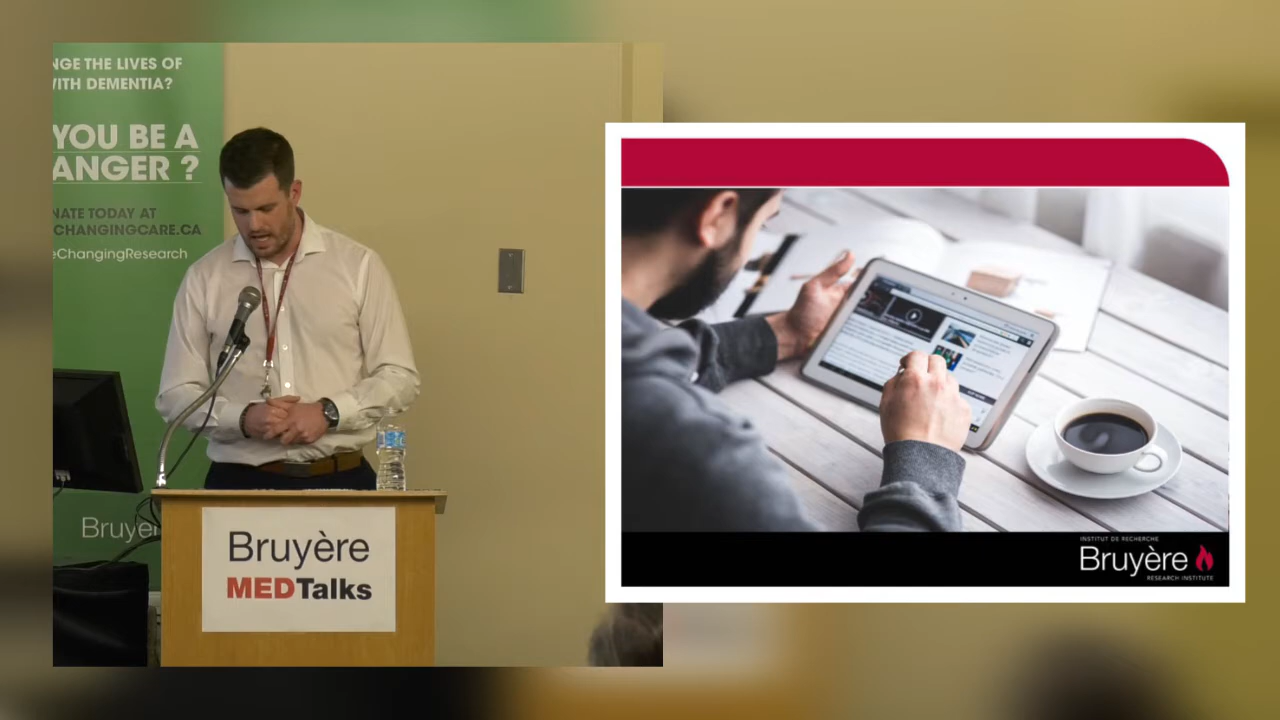 NGE THE LIVES OF
ITH DEMENTIA?
YOU BE A
ANGER ?
NATE TODAY AT
CHANGINGCARE.CA
eChangingResearch
Bruyèr
Bruyère
MEDTalks
INSTITUT DE RECHERCHE
Bruyère
RESEARCH INSTITUTE